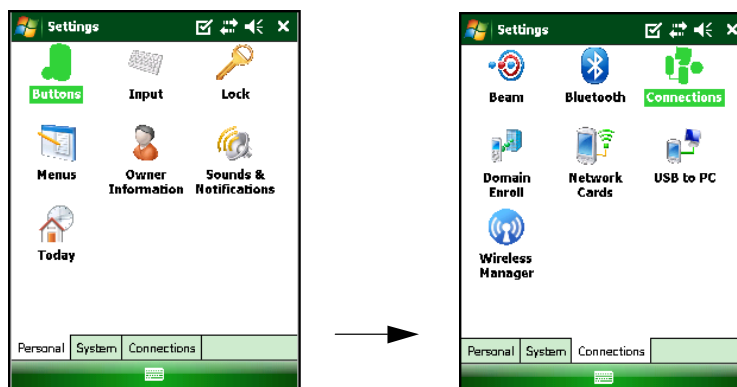 Settings
Buttons
Input
Lock
Menus
Owner
Information
Sounds &
Notifications
Today
Personal
System
Connections
Settings
Beam
Bluetooth
Connections
Domain
Enroll
Network
Cards
USB to PC
Wireless
Manager
Personal
System
Connections